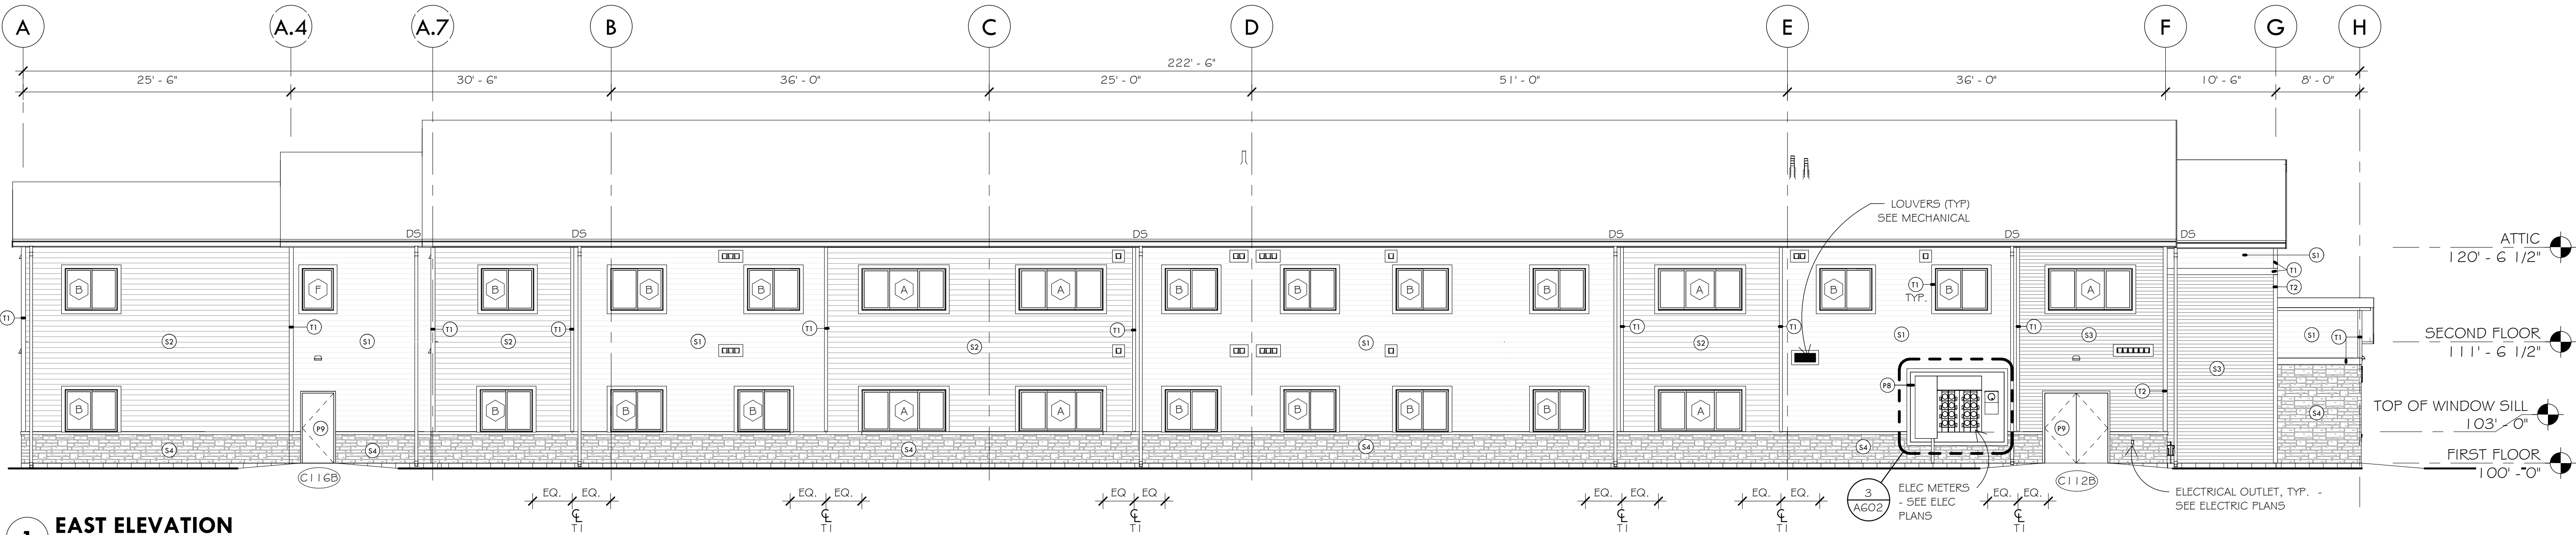 A A.4 A.7 B C D E F G H
222' - 6"
25' - 6" 30' - 6" 36' - 0" 25' - 0" 51' - 0" 36' - 0" 10' - 6" 8' - 0"
LOUVERS (TYP)
SEE MECHANICAL
DS DS DS DS DS DS
ATTIC
120' - 6 1/2"
S1
T1
T2
B F B B B A A B B B B A B B A
T1
TYP.
T1 T1 T1 T1 T1 T1 T1 T1 T1 T1
S2 S1 S2 S1 S2 S1 S2 S1 S3 S1
SECOND FLOOR
111' - 6 1/2"
S3
P8
T2
B B B B A A B B B B A
TOP OF WINDOW SILL
103' - 0"
P9 P9
S4 S4 S4 S4 S4 S4
FIRST FLOOR
100' - 0"
C116B C112B
EQ. EQ. EQ. EQ. EQ. EQ EQ. EQ. EQ. EQ. EQ. EQ.
℄ ℄ ℄ ℄ ℄ ℄
T1 T1 T1 T1 T1 T1
3
A602
ELEC METERS
- SEE ELEC
PLANS
ELECTRICAL OUTLET, TYP. -
SEE ELECTRIC PLANS
1 EAST ELEVATION